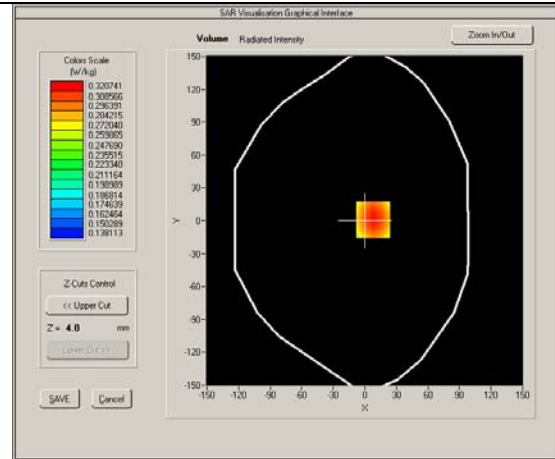 SAR Visualisation Graphical Interface
Volume Radiated Intensity
Zoom In/Out
Colors Scale
(W/kg)
0.320741
0.308566
0.296391
0.284215
0.272040
0.259865
0.247690
0.235515
0.223340
0.211164
0.198989
0.186814
0.174639
0.162464
0.150289
0.138113
Z-Cuts Control
<< Upper Cut
Z = 4.0 mm
Lower Cut >>
SAVE Cancel
150
120
90
60
30
0
-30
-60
-90
-120
-150
Y
-150 -120 -90 -60 -30 0 30 60 90 120 150
X